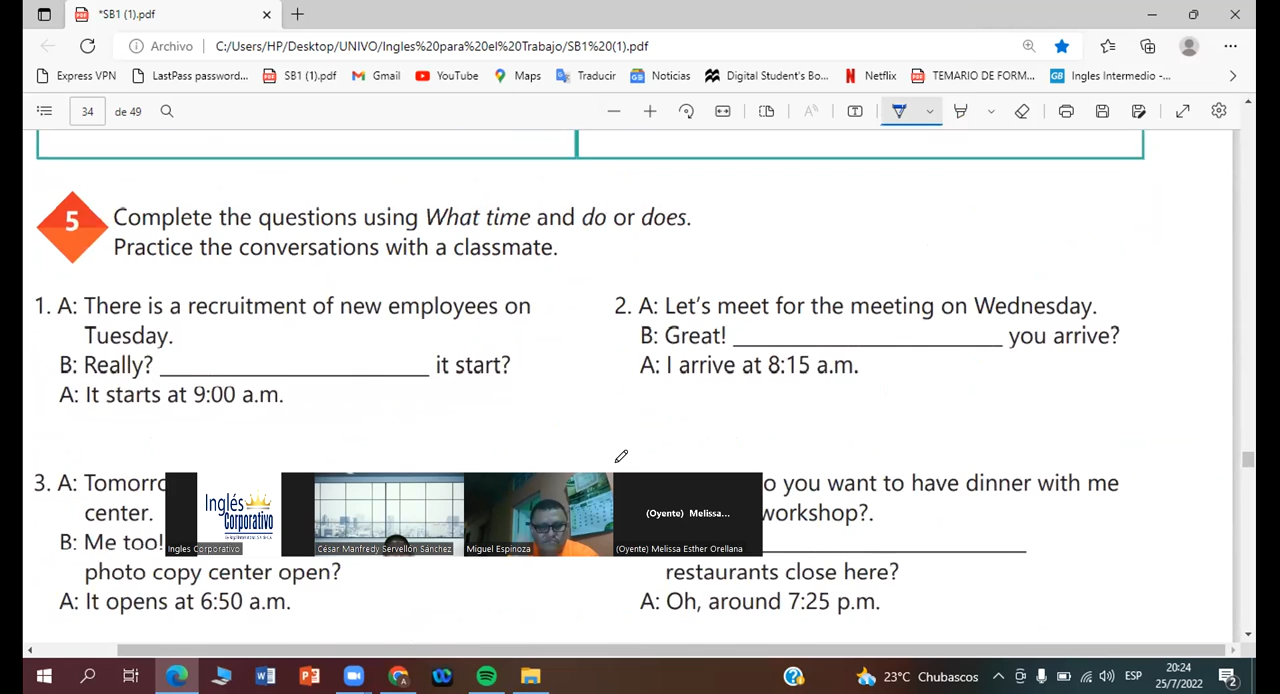 *SB1 (1).pdf
Archivo C:/Users/HP/Desktop/UNIVO/Ingles%20para%20el%20Trabajo/SB1%20(1).pdf
Express VPN LastPass password... SB1 (1).pdf Gmail YouTube Maps Traducir Noticias Digital Student's Bo... Netflix TEMARIO DE FORM... GB Ingles Intermedio -...
34 de 49
5 Complete the questions using What time and do or does.
Practice the conversations with a classmate.
1. A: There is a recruitment of new employees on
Tuesday.
B: Really? ______________________ it start?
A: It starts at 9:00 a.m.
2. A: Let's meet for the meeting on Wednesday.
B: Great! ______________________ you arrive?
A: I arrive at 8:15 a.m.
3. A: Tomorro
center.
B: Me too!
photo copy center open?
A: It opens at 6:50 a.m.
o you want to have dinner with me
workshop?.
______________________
restaurants close here?
A: Oh, around 7:25 p.m.
Inglés
Corporativo
Ingles Corporativo
César Manfredy Servellón Sánchez
Miguel Espinoza
(Oyente) Melissa...
(Oyente) Melissa Esther Orellana
23°C Chubascos
ESP
20:24
25/7/2022
2